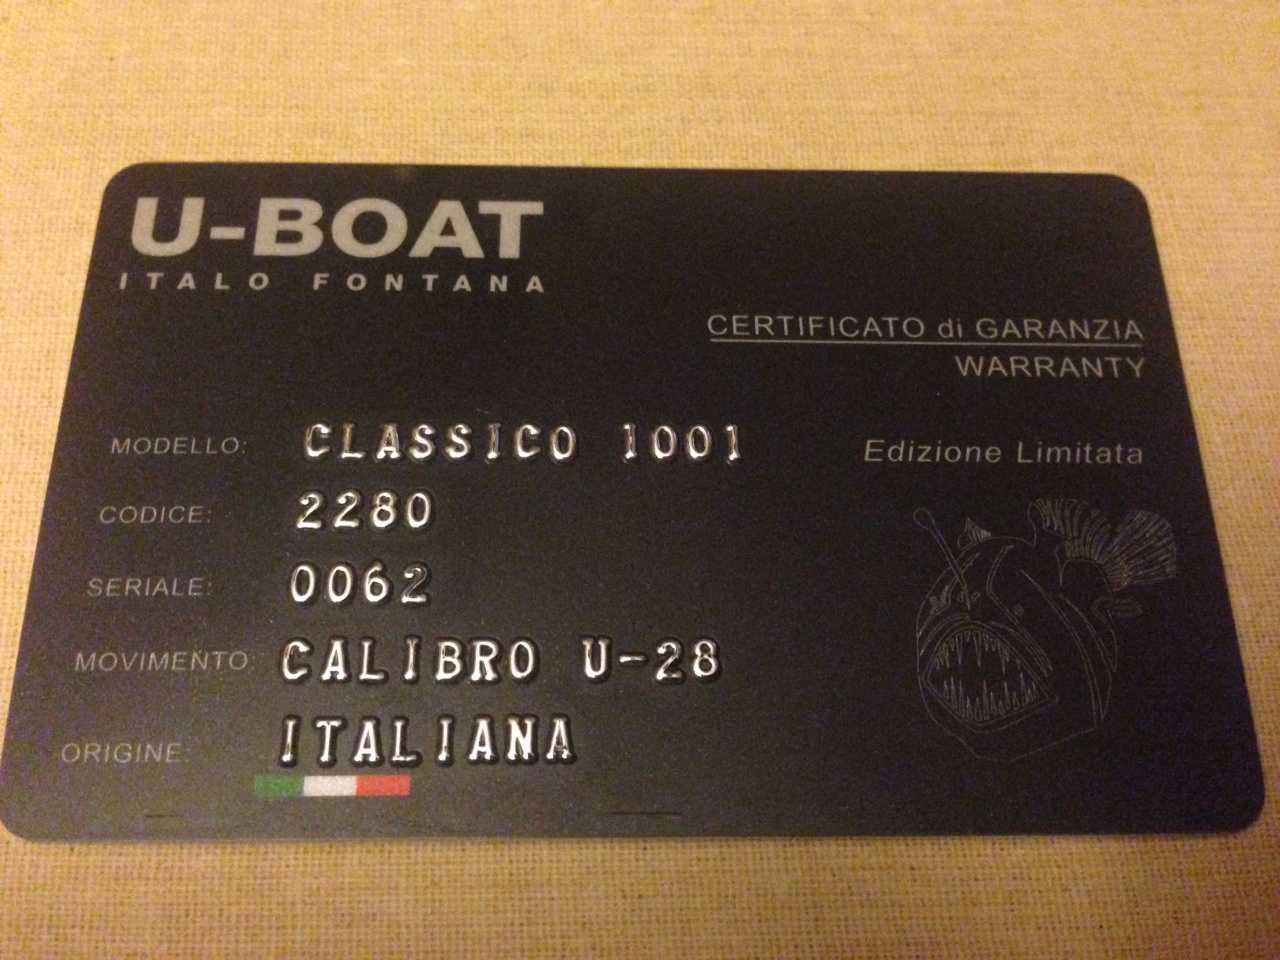 U-BOAT
ITALO FONTANA
CERTIFICATO di GARANZIA
WARRANTY
MODELLO: CLASSICO 1001
Edizione Limitata
CODICE: 2280
SERIALE: 0062
MOVIMENTO: CALIBRO U-28
ORIGINE: ITALIANA